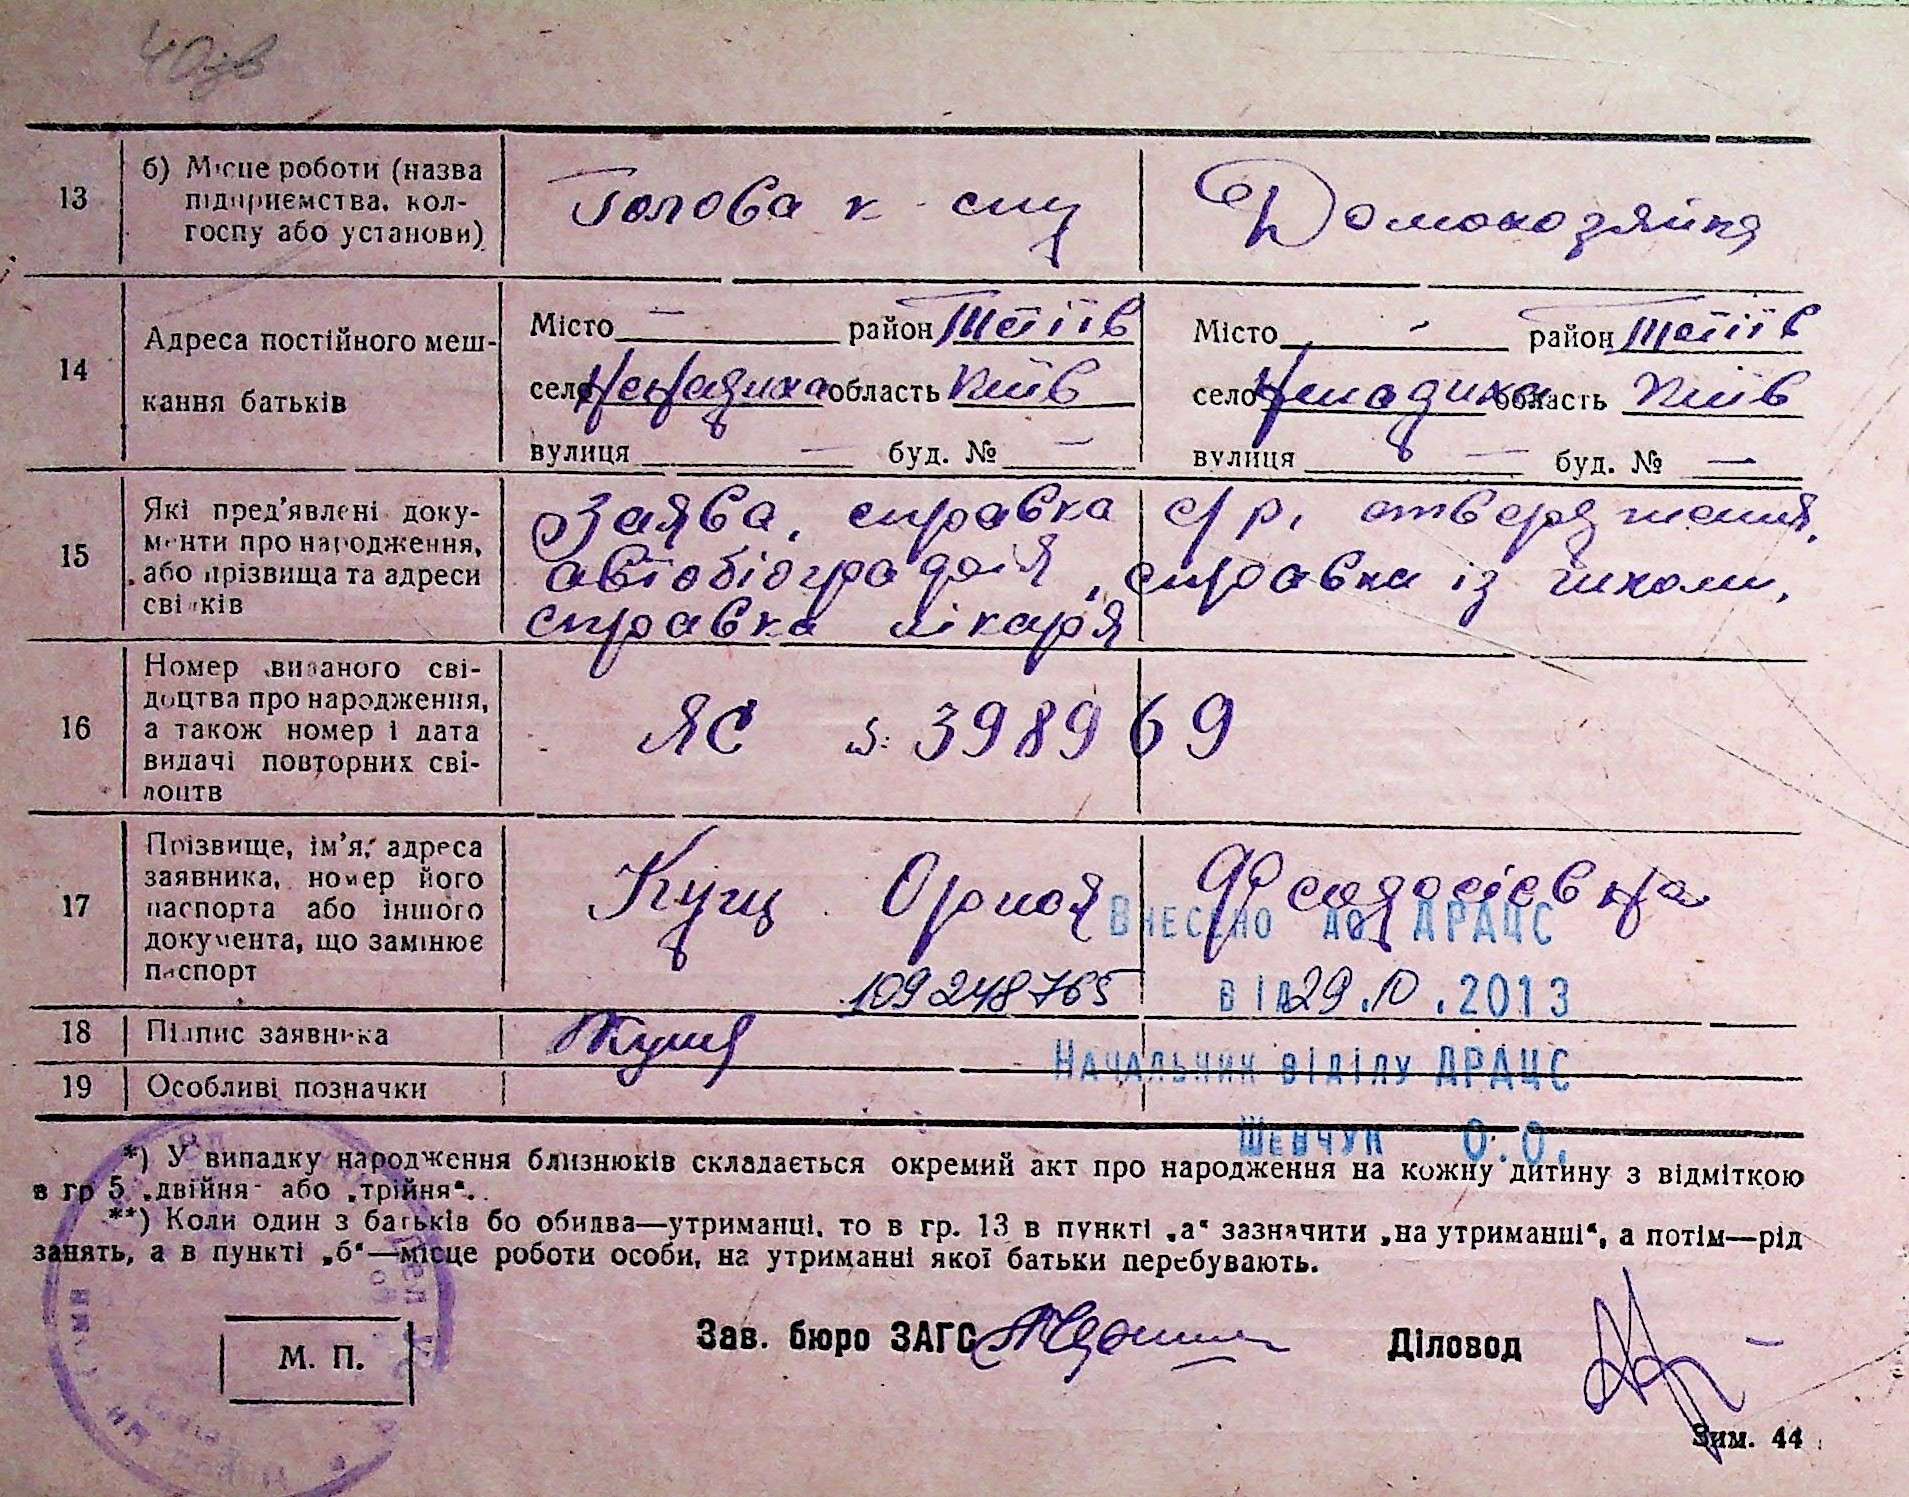 13
б) Місце роботи (назва
підприємства, кол-
госпу або установи)
Голова к-спу
Домохозяйка
14
Адреса постійного меш-
кання батьків
Місто — район Тетіїв
село Ненадиха область Київ
вулиця — буд. № —
Місто — район Тетіїв
село Ненадиха область Київ
вулиця — буд. № —
15
Які пред'явлені доку-
менти про народження,
або прізвища та адреси
свідків
Заява, справка с/р,
автобіографія, справка із школи,
справка лікаря
16
Номер виданого сві-
доцтва про народження,
а також номер і дата
видачі повторних сві-
доцтв
ЯС № 398969
17
Прізвище, ім'я, адреса
заявника, номер його
паспорта або іншого
документа, що замінює
паспорт
Кущ Феодосієвна
109248765
Внесено до ДРАЦС
від 29.10.2013
Начальник відділу ДРАЦС
Шевчук О.О.
18
Підпис заявника
19
Особливі позначки
*) У випадку народження близнюків складається окремий акт про народження на кожну дитину з відміткою
в гр 5 „двійня" або „трійня".
**) Коли один з батьків бо обидва—утриманці, то в гр. 13 в пункті „а" зазначити „на утриманні", а потім—рід
занять, а в пункті „б"—місце роботи особи, на утриманні якої батьки перебувають.
М. П.
Зав. бюро ЗАГС
Діловод
Зим. 44